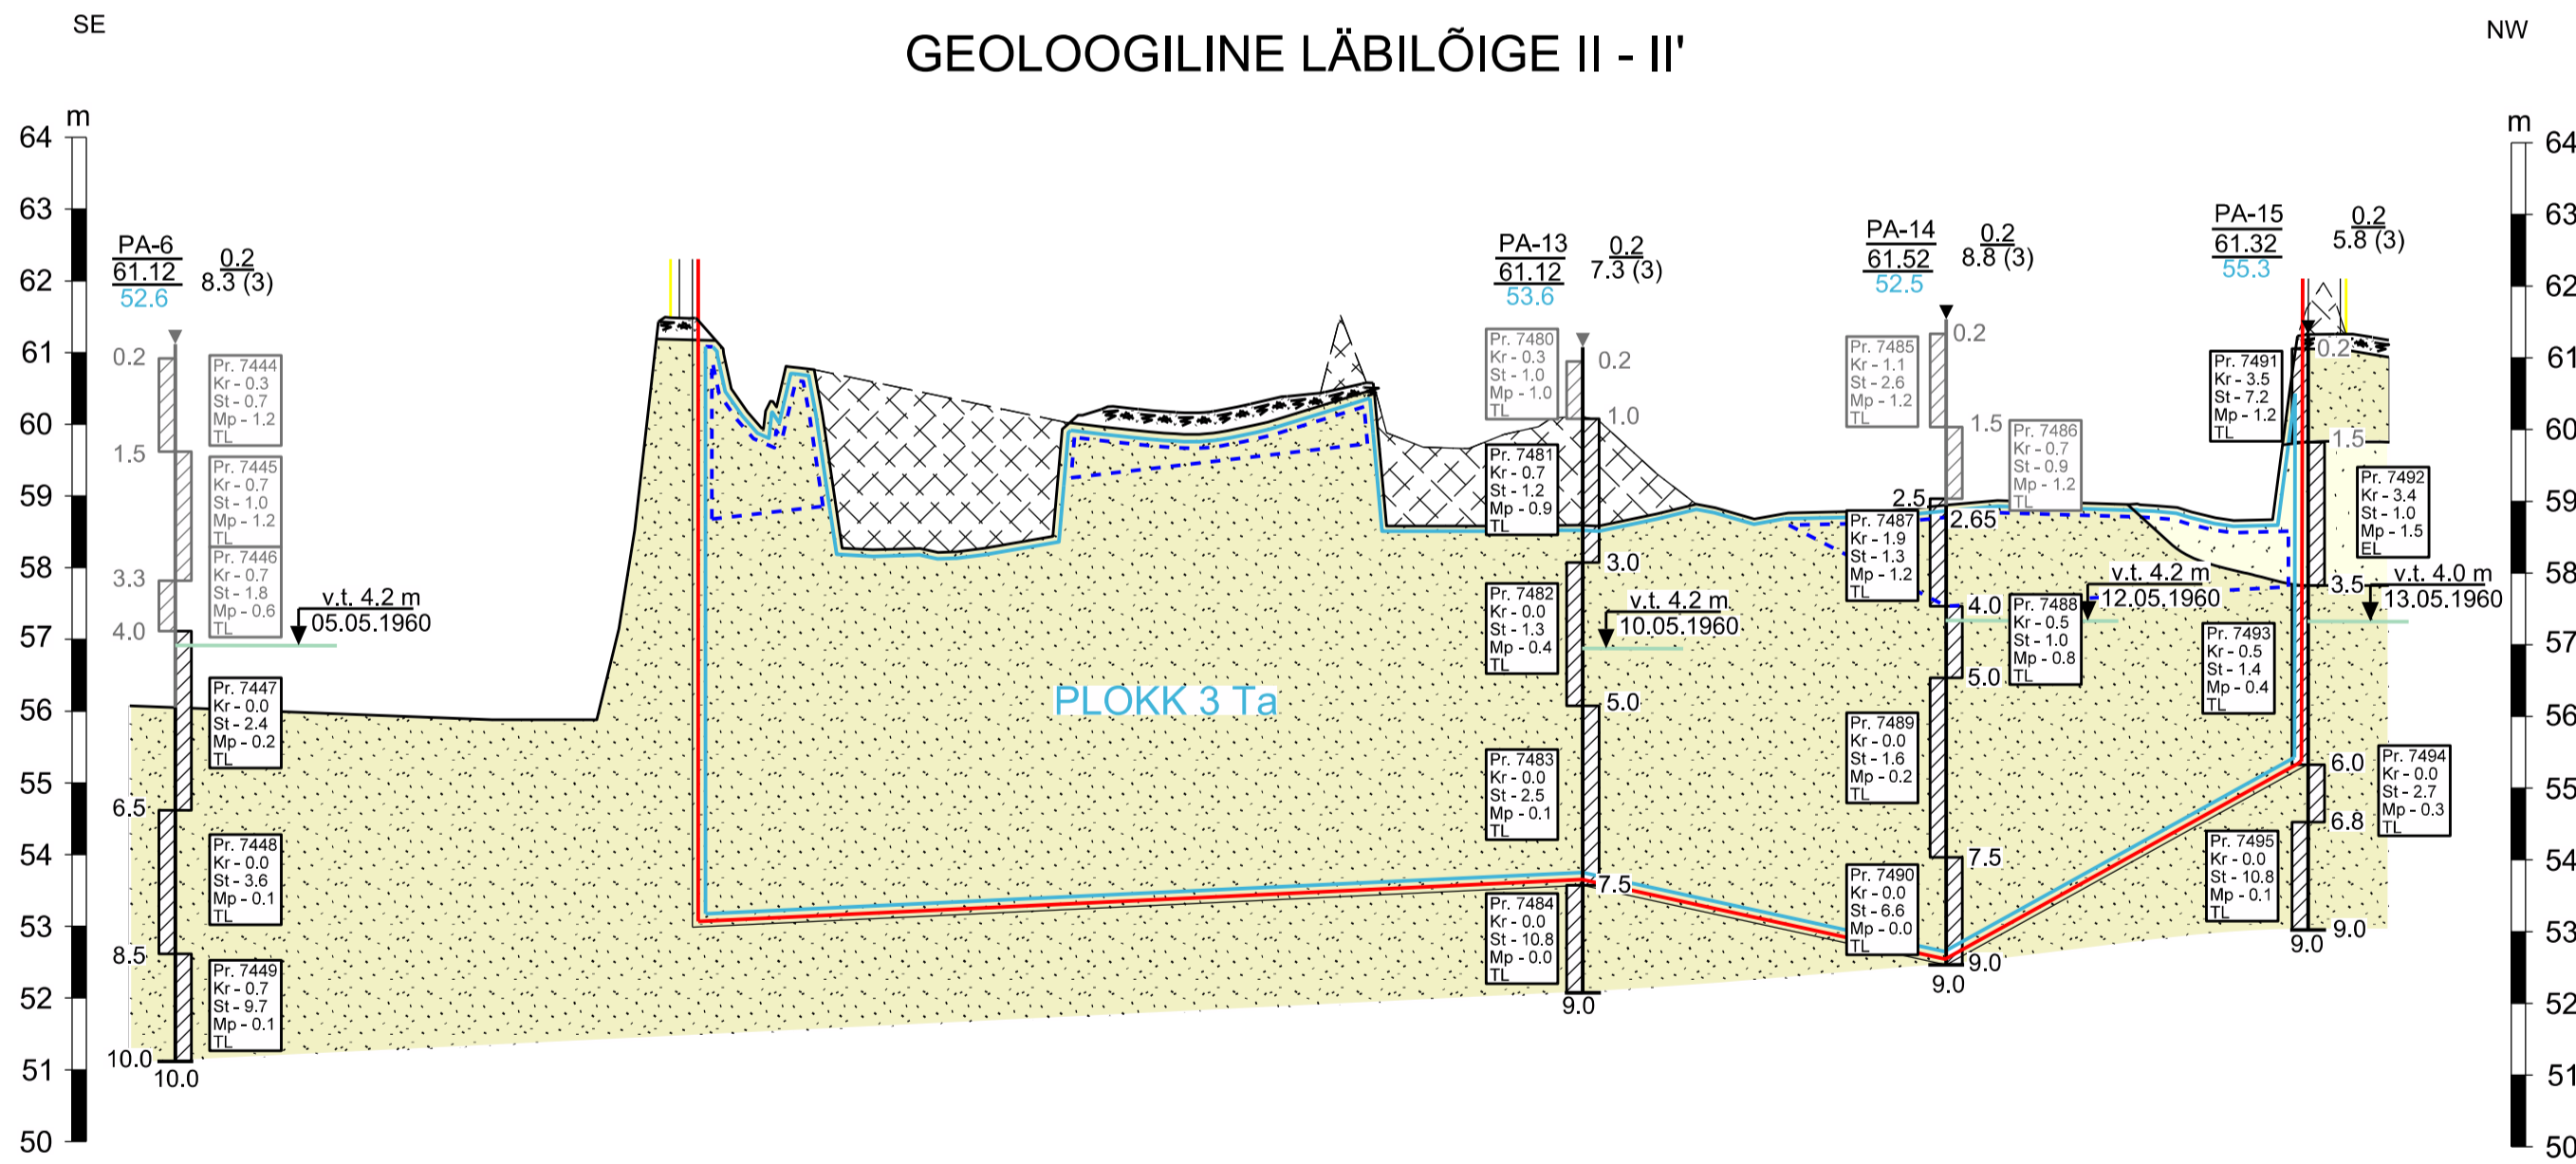 SE
NW
GEOLOOGILINE LÄBILÕIGE II - II'
m
64
63
62
61
60
59
58
57
56
55
54
53
52
51
50
PA-6
61.12
52.6
0.2
8.3 (3)
0.2
1.5
3.3
4.0
6.5
8.5
10.0
10.0
Pr. 7444
Kr - 0.3
St - 0.7
Mp - 1.2
TL
Pr. 7445
Kr - 0.7
St - 1.0
Mp - 1.2
TL
Pr. 7446
Kr - 0.7
St - 1.8
Mp - 0.6
TL
v.t. 4.2 m
05.05.1960
Pr. 7447
Kr - 0.0
St - 2.4
Mp - 0.2
TL
Pr. 7448
Kr - 0.0
St - 3.6
Mp - 0.1
TL
Pr. 7449
Kr - 0.7
St - 9.7
Mp - 0.1
TL
PLOKK 3 Ta
PA-13
61.12
53.6
0.2
7.3 (3)
Pr. 7480
Kr - 0.3
St - 1.0
Mp - 1.0
TL
Pr. 7481
Kr - 0.7
St - 1.2
Mp - 0.9
TL
Pr. 7482
Kr - 0.0
St - 1.3
Mp - 0.4
TL
Pr. 7483
Kr - 0.0
St - 2.5
Mp - 0.1
TL
Pr. 7484
Kr - 0.0
St - 10.8
Mp - 0.0
TL
0.2
1.0
3.0
v.t. 4.2 m
10.05.1960
5.0
7.5
9.0
PA-14
61.52
52.5
0.2
8.8 (3)
Pr. 7485
Kr - 1.1
St - 2.6
Mp - 1.2
TL
0.2
1.5
Pr. 7486
Kr - 0.7
St - 0.9
Mp - 1.2
TL
2.5
2.65
Pr. 7487
Kr - 1.9
St - 1.3
Mp - 1.2
TL
4.0
Pr. 7488
Kr - 0.5
St - 1.0
Mp - 0.8
TL
v.t. 4.2 m
12.05.1960
5.0
Pr. 7489
Kr - 0.0
St - 1.6
Mp - 0.2
TL
7.5
Pr. 7490
Kr - 0.0
St - 6.6
Mp - 0.0
TL
9.0
9.0
PA-15
61.32
55.3
0.2
5.8 (3)
0.2
Pr. 7491
Kr - 3.5
St - 7.2
Mp - 1.2
TL
1.5
Pr. 7492
Kr - 3.4
St - 1.0
Mp - 1.5
EL
3.5
v.t. 4.0 m
13.05.1960
Pr. 7493
Kr - 0.5
St - 1.4
Mp - 0.4
TL
6.0
Pr. 7494
Kr - 0.0
St - 2.7
Mp - 0.3
TL
6.8
Pr. 7495
Kr - 0.0
St - 10.8
Mp - 0.1
TL
9.0
9.0
m
64
63
62
61
60
59
58
57
56
55
54
53
52
51
50